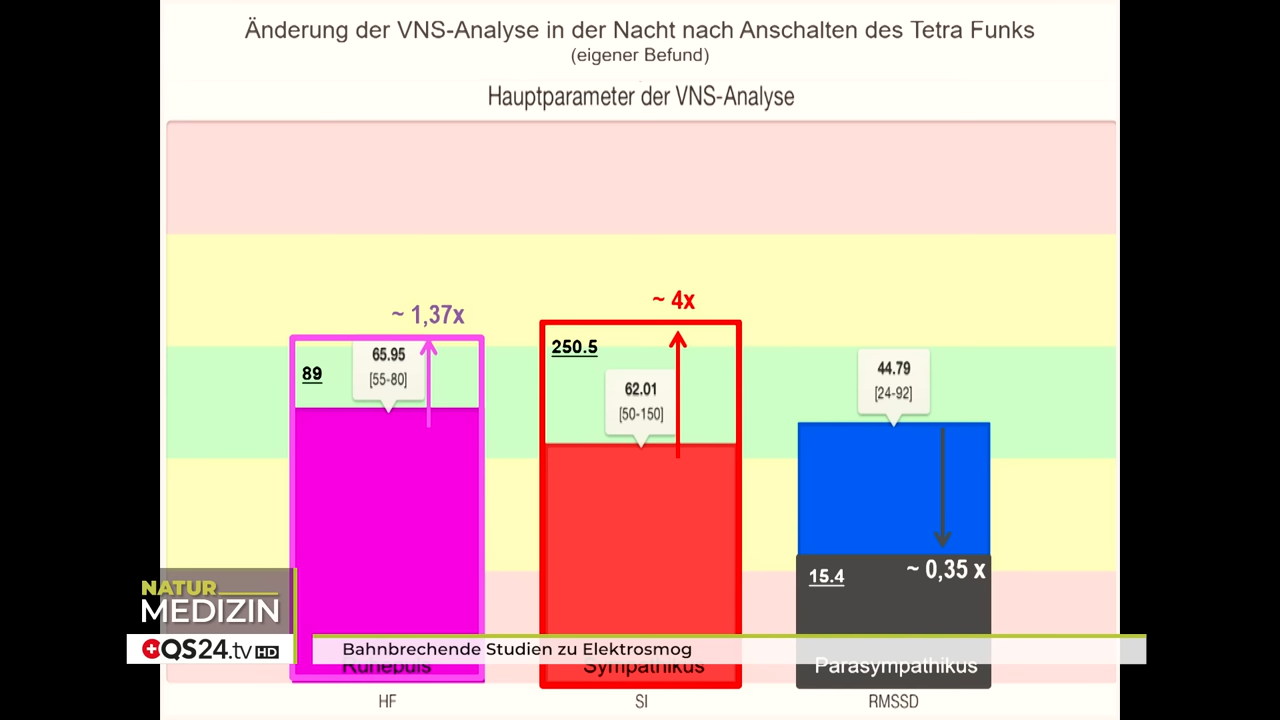 Änderung der VNS-Analyse in der Nacht nach Anschalten des Tetra Funks
(eigener Befund)
Hauptparameter der VNS-Analyse
~ 1,37x
~ 4x
89
65.95
[55-80]
250.5
62.01
[50-150]
44.79
[24-92]
15.4
~ 0,35 x
NATUR
MEDIZIN
QS24.tv HD
Bahnbrechende Studien zu Elektrosmog
Ruhepuls
Sympathikus
Parasympathikus
HF
SI
RMSSD